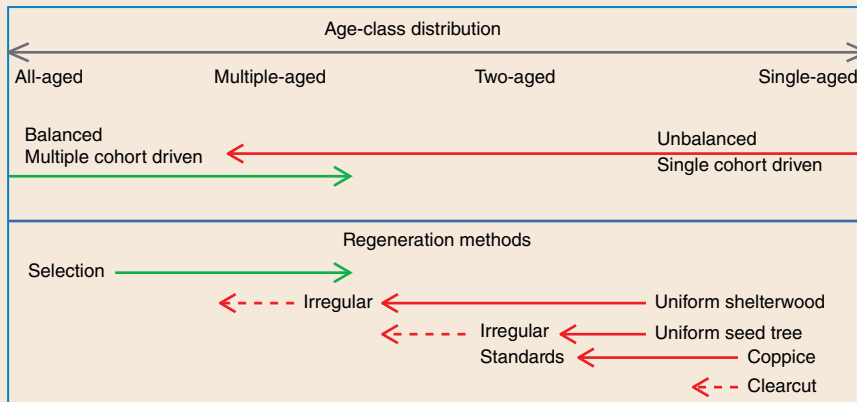 Age-class distribution
All-aged Multiple-aged Two-aged Single-aged
Balanced
Multiple cohort driven
Unbalanced
Single cohort driven
Regeneration methods
Selection
Irregular Uniform shelterwood
Irregular Uniform seed tree
Standards Coppice
Clearcut